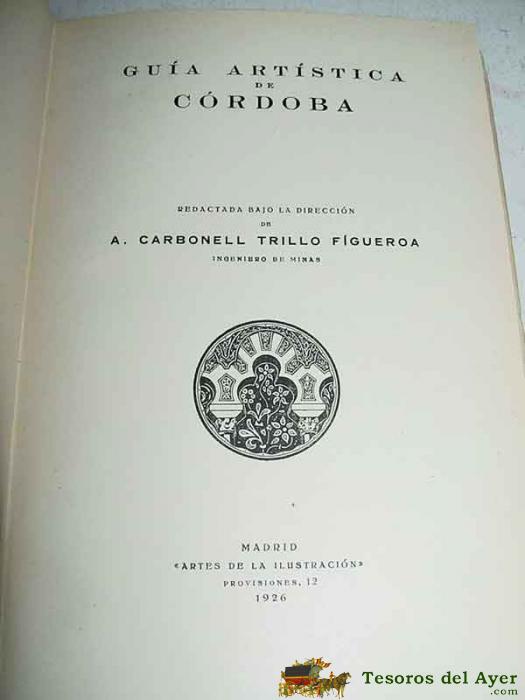 GUÍA ARTÍSTICA
DE
CÓRDOBA
REDACTADA BAJO LA DIRECCIÓN
DE
A. CARBONELL TRILLO FÍGUEROA
INGENIERO DE MINAS
MADRID
«ARTES DE LA ILUSTRACIÓN»
PROVISIONES, 12
1926
Tesoros del Ayer
.com